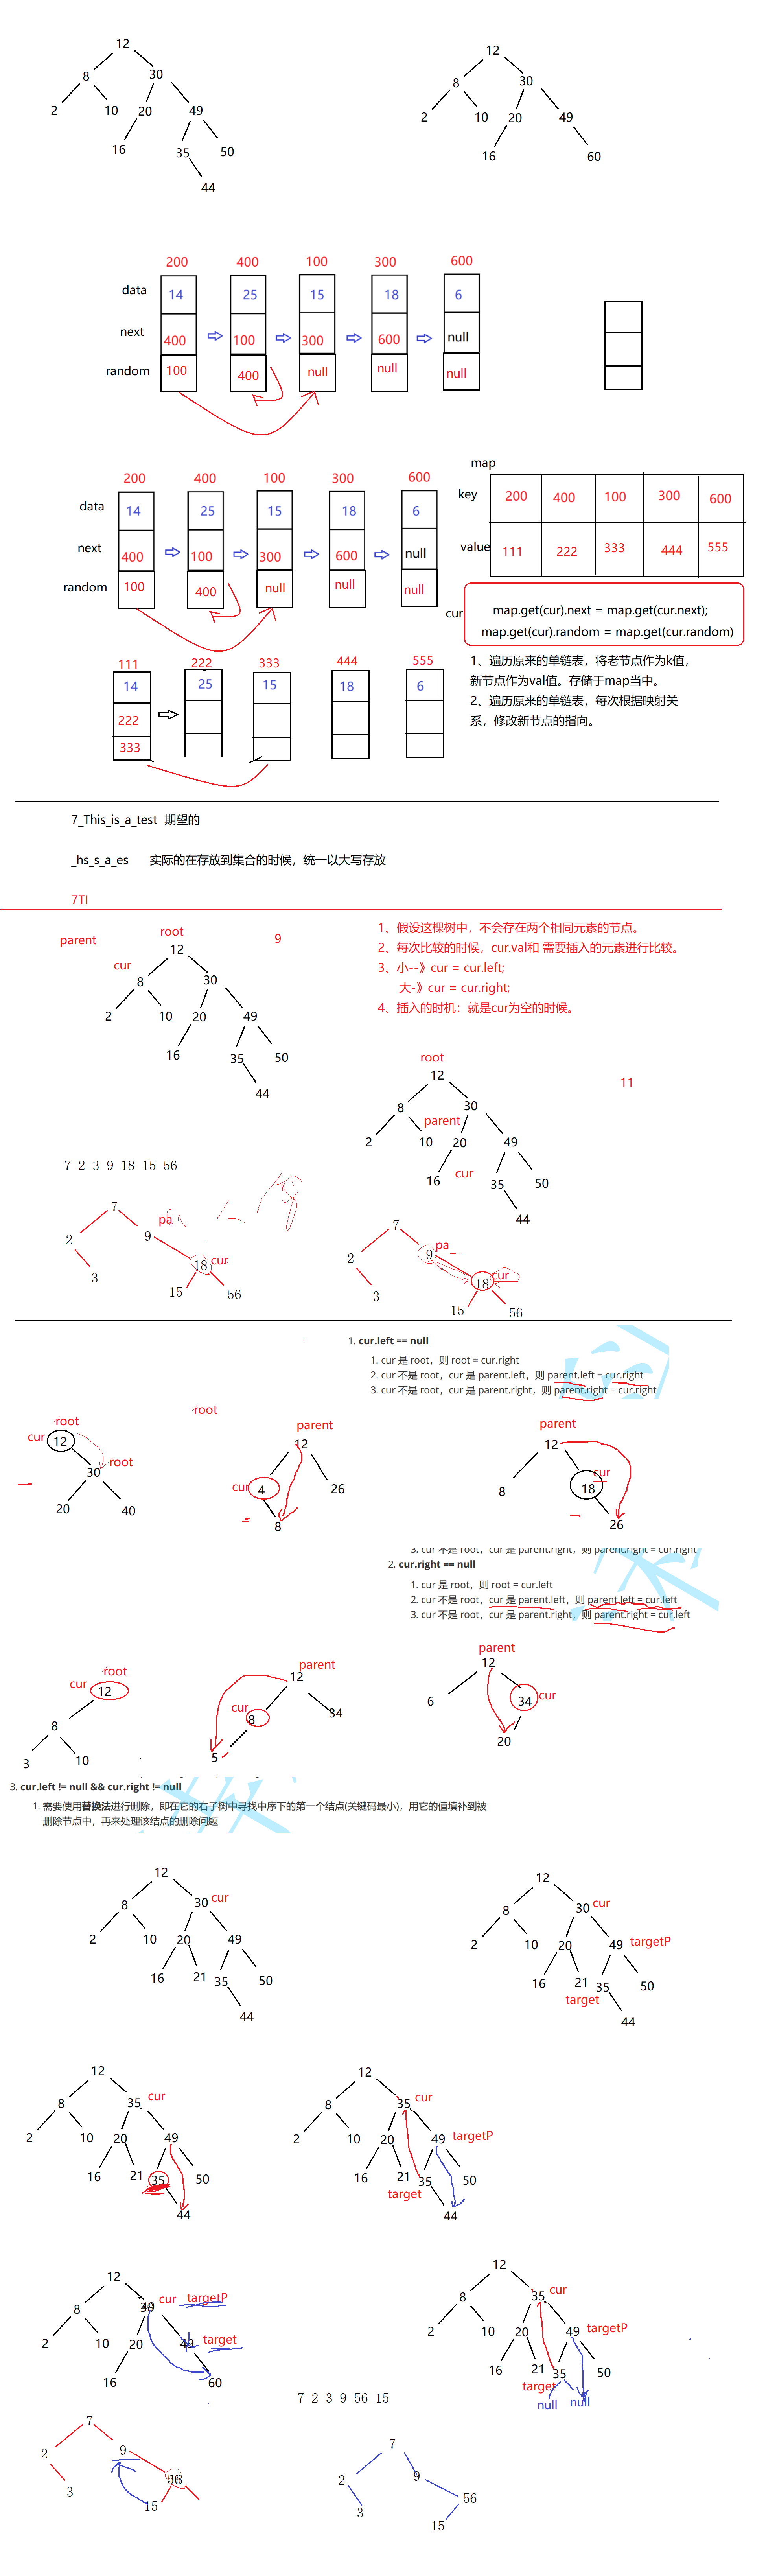 12
12
8 30
8 30
2 10 20 49
2 10 20 49
16 35 50
16 60
44
200 400 100 300 600
data 14 25 15 18 6
next 400 100 300 600 null
random 100 400 null null null
map
200 400 100 300 600
key 200 400 100 300 600
data 14 25 15 18 6
next 400 100 300 600 null
value 111 222 333 444 555
random 100 400 null null null
cur
map.get(cur).next = map.get(cur.next);
map.get(cur).random = map.get(cur.random)
1、遍历原来的单链表，将老节点作为k值，
新节点作为val值。存储于map当中。
2、遍历原来的单链表，每次根据映射关
系，修改新节点的指向。
111 222 333 444 555
14 25 15 18 6
222
333
7_This_is_a_test 期望的
_hs_s_a_es 实际的在存放到集合的时候，统一以大写存放
7TI
parent root 9
12
cur
8 30
2 10 20 49
16 35 50
44
1、假设这棵树中，不会存在两个相同元素的节点。
2、每次比较的时候，cur.val和 需要插入的元素进行比较。
3、小--》cur = cur.left;
大-》cur = cur.right;
4、插入的时机：就是cur为空的时候。
root
12 11
8 30
parent
2 10 20 49
16 cur 35 50
44
7 2 3 9 18 15 56
7
pa
2 9
18 cur
3 15 56
7
pa
2 9
18 cur
3 15 56
1. cur.left == null
1. cur 是 root，则 root = cur.right
2. cur 不是 root，cur 是 parent.left，则 parent.left = cur.right
3. cur 不是 root，cur 是 parent.right，则 parent.right = cur.right
root
root
cur 12
30 root
20 40
parent
12
cur 4 26
8
parent
12
cur
8 18
26
3. cur 不是 root，cur 是 parent.right，则 parent.right = cur.right
2. cur.right == null
1. cur 是 root，则 root = cur.left
2. cur 不是 root，cur 是 parent.left，则 parent.left = cur.left
3. cur 不是 root，cur 是 parent.right，则 parent.right = cur.left
root
cur 12
8
3 10
parent
12
cur
8 34
5
parent
12
6 34 cur
20
3. cur.left != null && cur.right != null
1. 需要使用替换法进行删除，即在它的右子树中寻找中序下的第一个结点(关键码最小)，用它的值填补到被
删除节点中，再来处理该结点的删除问题
12
8 30 cur
2 10 20 49
16 21 35 50
44
12
8 30 cur
2 10 20 49 targetP
16 21 35 50
target
44
12
8 35 cur
2 10 20 49
16 21 35 50
44
12
8 35 cur
2 10 20 49 targetP
16 21 35 50
target
44
12
8 cur targetP
2 10 20 49 target
16 60
12
8 35 cur
2 10 20 49 targetP
16 21 35 50
target
null null
7 2 3 9 56 15
7
2 9
3 15
7
2 9
3 56
15